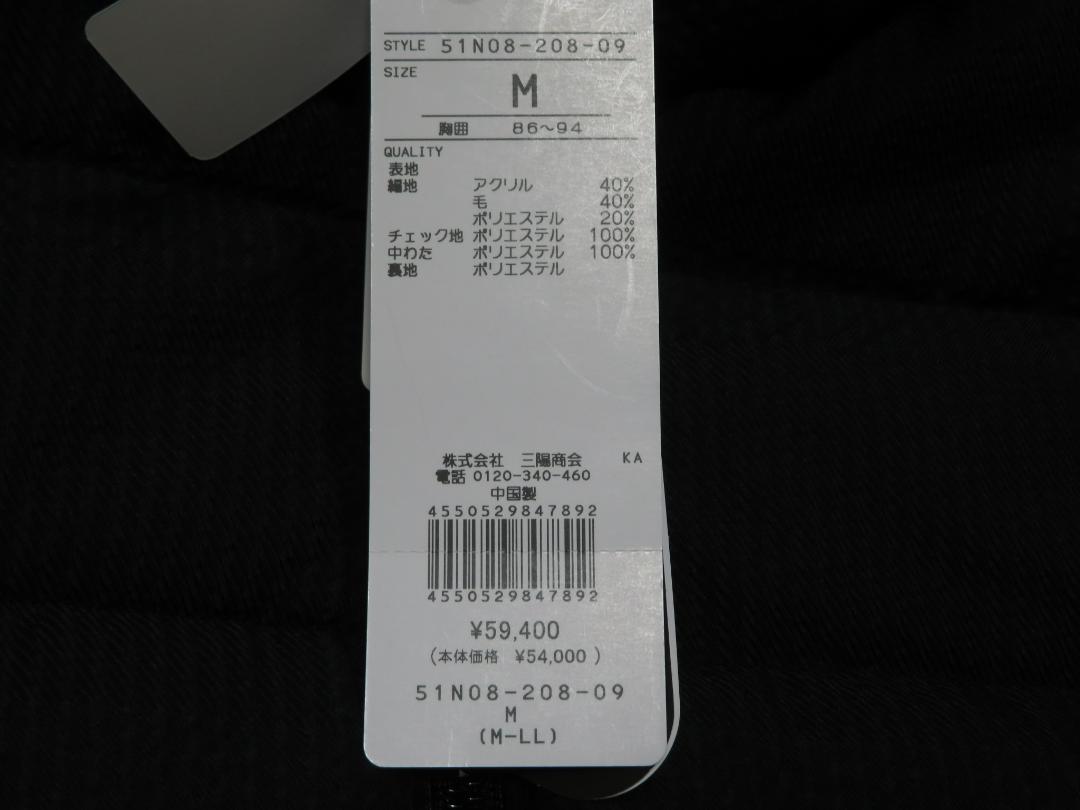 STYLE 51N08-208-09
SIZE
M
胸囲 86～94
QUALITY
表地
編地 アクリル 40%
毛 40%
ポリエステル 20%
チェック地 ポリエステル 100%
中わた ポリエステル 100%
裏地 ポリエステル
株式会社 三陽商会 KA
電話 0120-340-460
中国製
4550529847892
4550529847892
¥59,400
(本体価格 ¥54,000 )
51N08-208-09
M
(M-LL)